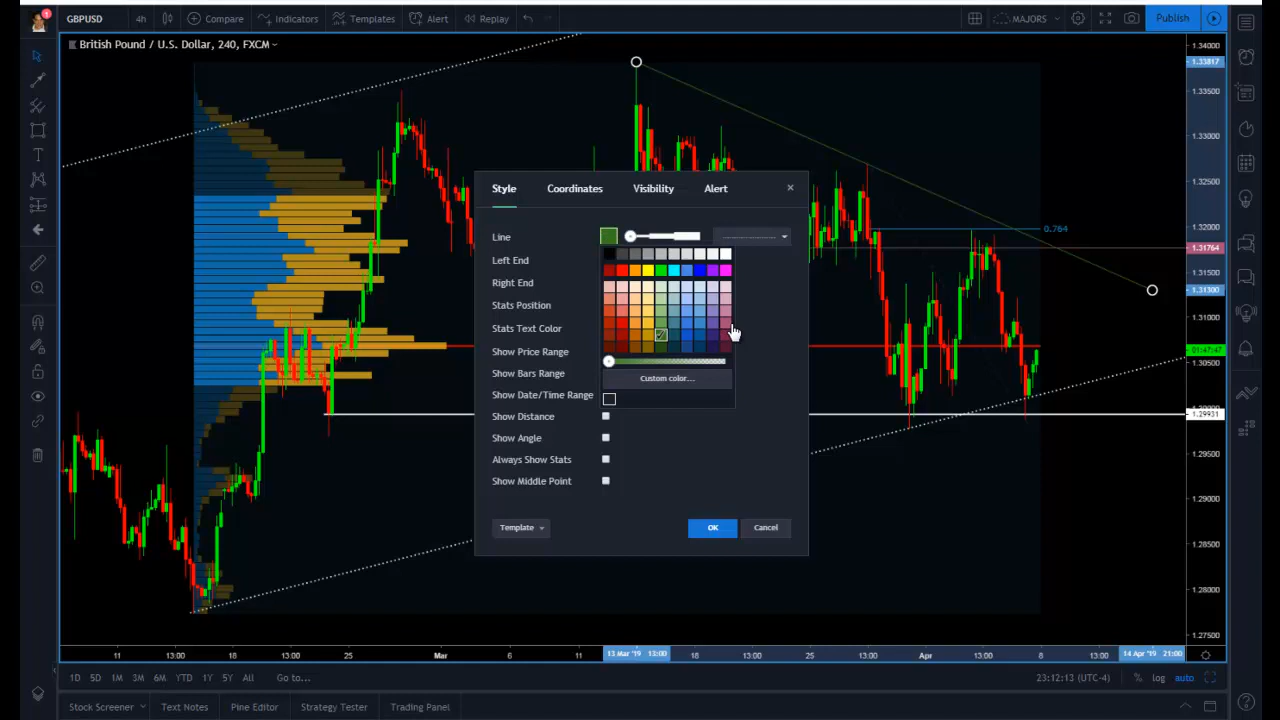 1
GBPUSD 4h Compare Indicators Templates Alert Replay MAJORS Publish
British Pound / U.S. Dollar, 240, FXCM
1.34000
1.33817
1.33500
1.33000
1.32500
1.32000
0.764
1.31764
1.31500
1.31300
1.31000
01:47:47
1.30500
1.29931
1.29500
1.29000
1.28500
1.28000
1.27500
Style Coordinates Visibility Alert
Line
Left End
Right End
Stats Position
Stats Text Color
Show Price Range
Show Bars Range
Custom color...
Show Date/Time Range
Show Distance
Show Angle
Always Show Stats
Show Middle Point
Template OK Cancel
11 13:00 18 13:00 25 Mar 6 11 13 Mar '19 13:00 18 13:00 25 13:00 Apr 13:00 8 13:00 14 Apr '19 21:00
1D 5D 1M 3M 6M YTD 1Y 5Y All Go to... 23:12:13 (UTC-4) % log auto
Stock Screener Text Notes Pine Editor Strategy Tester Trading Panel